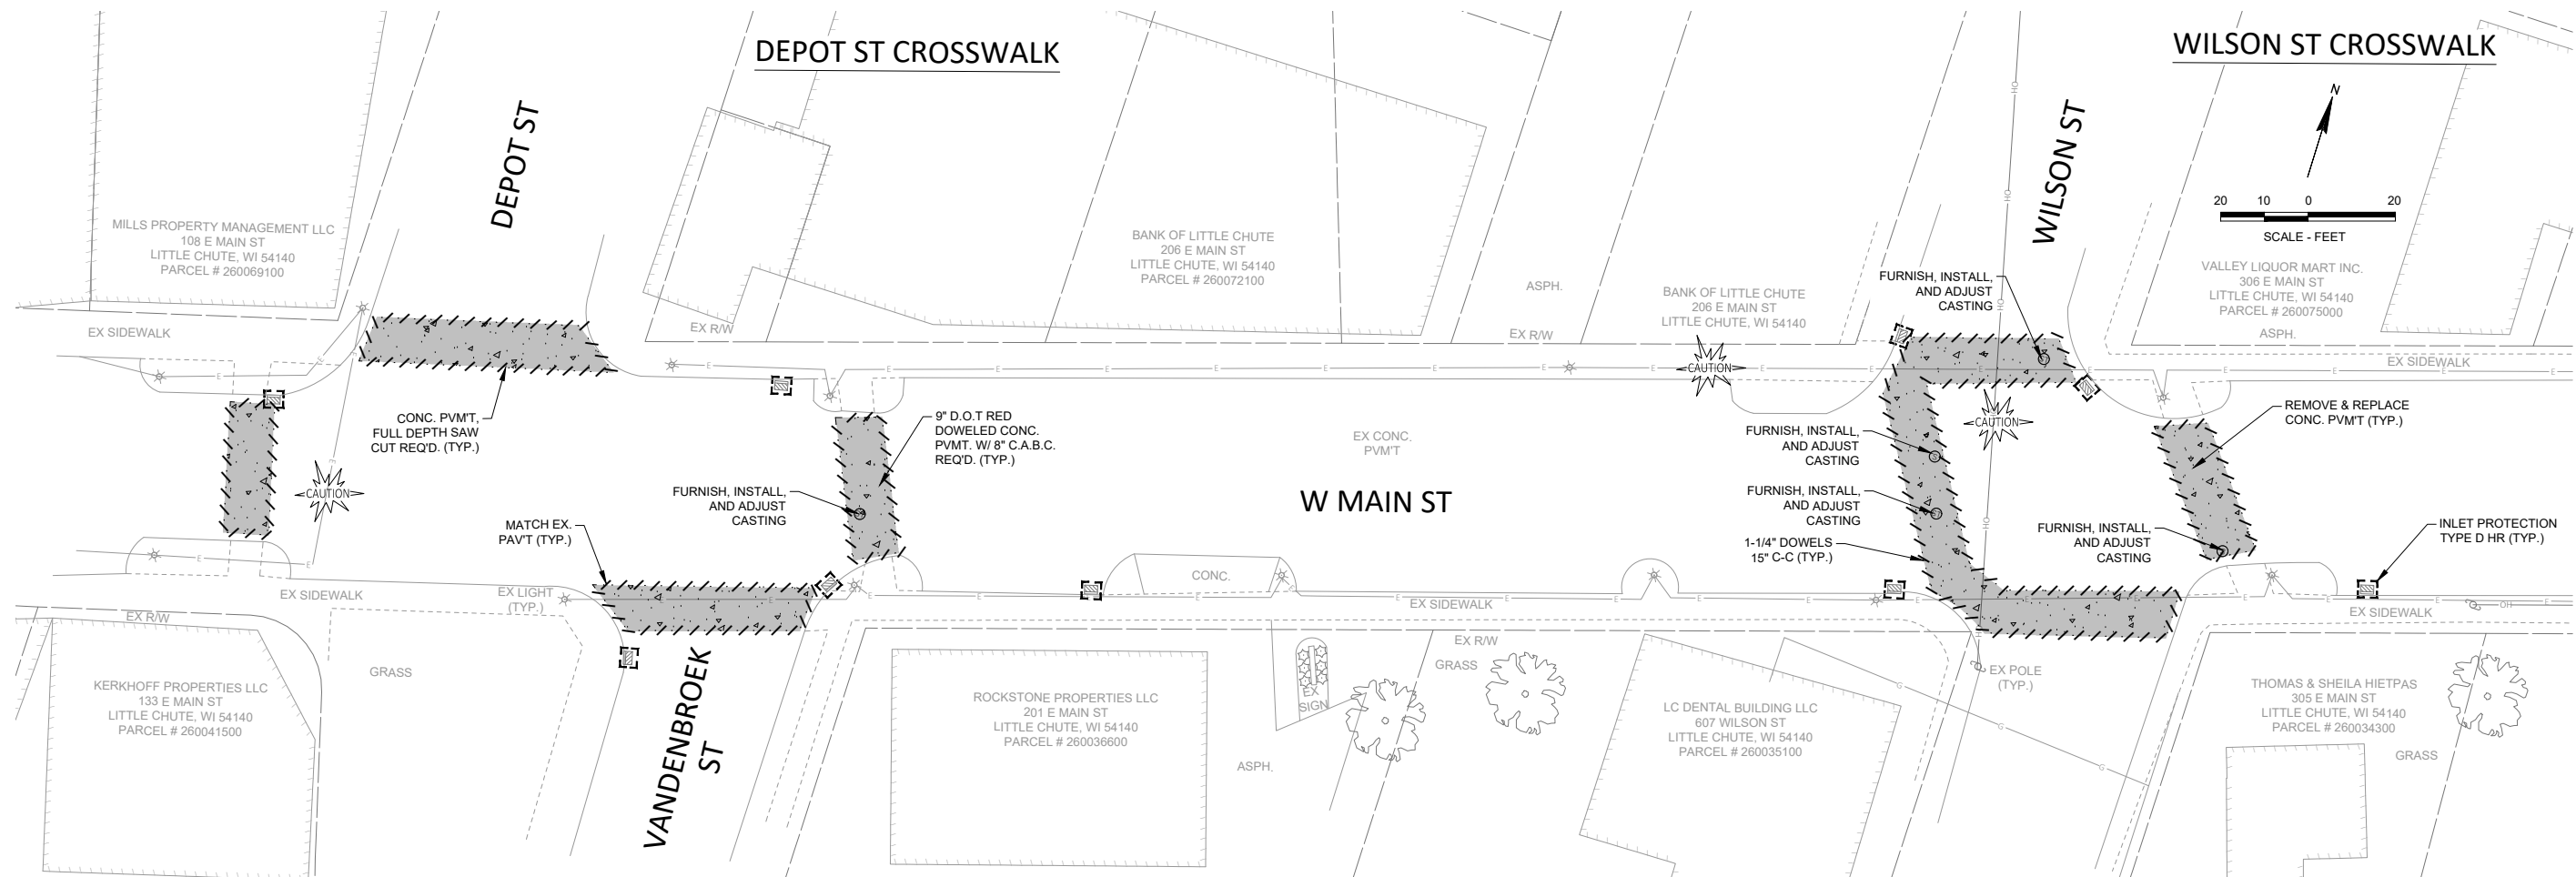 DEPOT ST CROSSWALK
WILSON ST CROSSWALK
N
DEPOT ST
WILSON ST
20 10 0 20
SCALE - FEET
MILLS PROPERTY MANAGEMENT LLC
108 E MAIN ST
LITTLE CHUTE, WI 54140
PARCEL # 260069100
BANK OF LITTLE CHUTE
206 E MAIN ST
LITTLE CHUTE, WI 54140
PARCEL # 260072100
ASPH.
BANK OF LITTLE CHUTE
206 E MAIN ST
LITTLE CHUTE, WI 54140
FURNISH, INSTALL,
AND ADJUST
CASTING
VALLEY LIQUOR MART INC.
306 E MAIN ST
LITTLE CHUTE, WI 54140
PARCEL # 260075000
ASPH.
EX SIDEWALK
EX R/W
EX R/W
EX SIDEWALK
CAUTION
CONC. PVM'T,
FULL DEPTH SAW
CUT REQ'D. (TYP.)
9" D.O.T RED
DOWELED CONC.
PVMT. W/ 8" C.A.B.C.
REQ'D. (TYP.)
EX CONC.
PVM'T
FURNISH, INSTALL,
AND ADJUST
CASTING
CAUTION
REMOVE & REPLACE
CONC. PVM'T (TYP.)
CAUTION
FURNISH, INSTALL,
AND ADJUST
CASTING
W MAIN ST
FURNISH, INSTALL,
AND ADJUST
CASTING
MATCH EX.
PAV'T (TYP.)
1-1/4" DOWELS
15" C-C (TYP.)
FURNISH, INSTALL,
AND ADJUST
CASTING
INLET PROTECTION
TYPE D HR (TYP.)
CONC.
EX SIDEWALK
EX LIGHT
(TYP.)
EX SIDEWALK
EX SIDEWALK
EX R/W
EX R/W
GRASS
GRASS
EX POLE
(TYP.)
KERKHOFF PROPERTIES LLC
133 E MAIN ST
LITTLE CHUTE, WI 54140
PARCEL # 260041500
VANDENBROEK
ST
ROCKSTONE PROPERTIES LLC
201 E MAIN ST
LITTLE CHUTE, WI 54140
PARCEL # 260036600
EX
SIGN
ASPH.
LC DENTAL BUILDING LLC
607 WILSON ST
LITTLE CHUTE, WI 54140
PARCEL # 260035100
THOMAS & SHEILA HIETPAS
305 E MAIN ST
LITTLE CHUTE, WI 54140
PARCEL # 260034300
GRASS